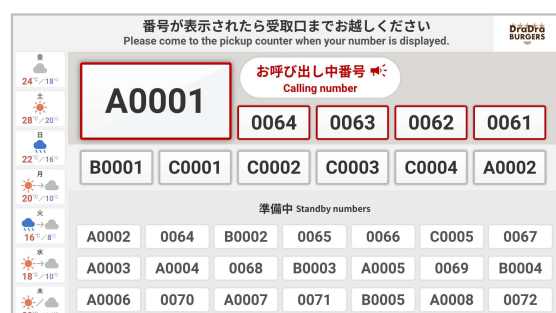 番号が表示されたら受取口までお越しください
Please come to the pickup counter when your number is displayed.
DraDra
BURGERS
金
24℃/18℃
土
28℃/20℃
日
22℃/16℃
月
20℃/10℃
火
16℃/8℃
水
18℃/10℃
木
A0001
お呼び出し中番号
Calling number
0064 0063 0062 0061
B0001 C0001 C0002 C0003 C0004 A0002
準備中 Standby numbers
A0002 0064 B0002 0065 0066 C0005 0067
A0003 A0004 0068 B0003 A0005 0069 B0004
A0006 0070 A0007 0071 B0005 A0008 0072